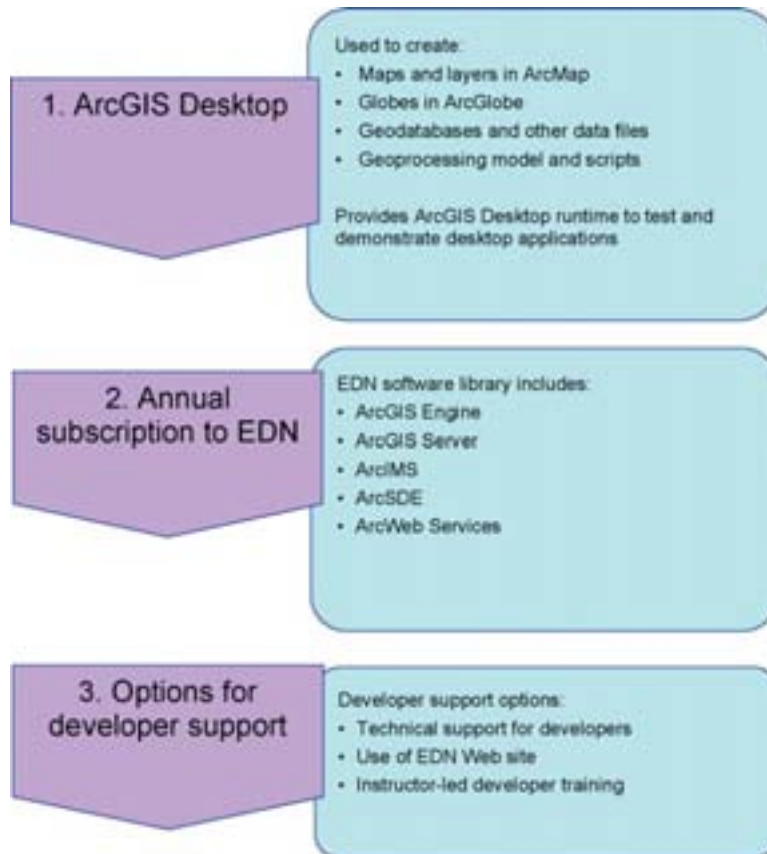 1. ArcGIS Desktop
Used to create:
• Maps and layers in ArcMap
• Globes in ArcGlobe
• Geodatabases and other data files
• Geoprocessing model and scripts
Provides ArcGIS Desktop runtime to test and
demonstrate desktop applications
2. Annual
subscription to EDN
EDN software library includes:
• ArcGIS Engine
• ArcGIS Server
• ArcIMS
• ArcSDE
• ArcWeb Services
3. Options for
developer support
Developer support options:
• Technical support for developers
• Use of EDN Web site
• Instructor-led developer training